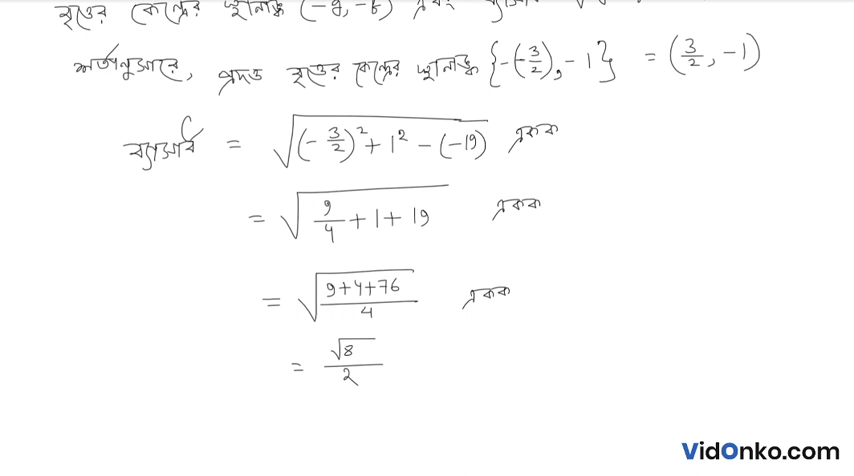 বৃত্তের কেন্দ্রের স্থানাঙ্ক (-g, -f) এবং
শর্তানুসারে, প্রদত্ত বৃত্তের কেন্দ্রের স্থানাঙ্ক {-(-3/2), -1} = (3/2, -1)
ব্যাসার্ধ = √((-3/2)² + 1² - (-19)) একক
= √(9/4 + 1 + 19) একক
= √((9+4+76)/4) একক
= √8/2
VidOnko.com